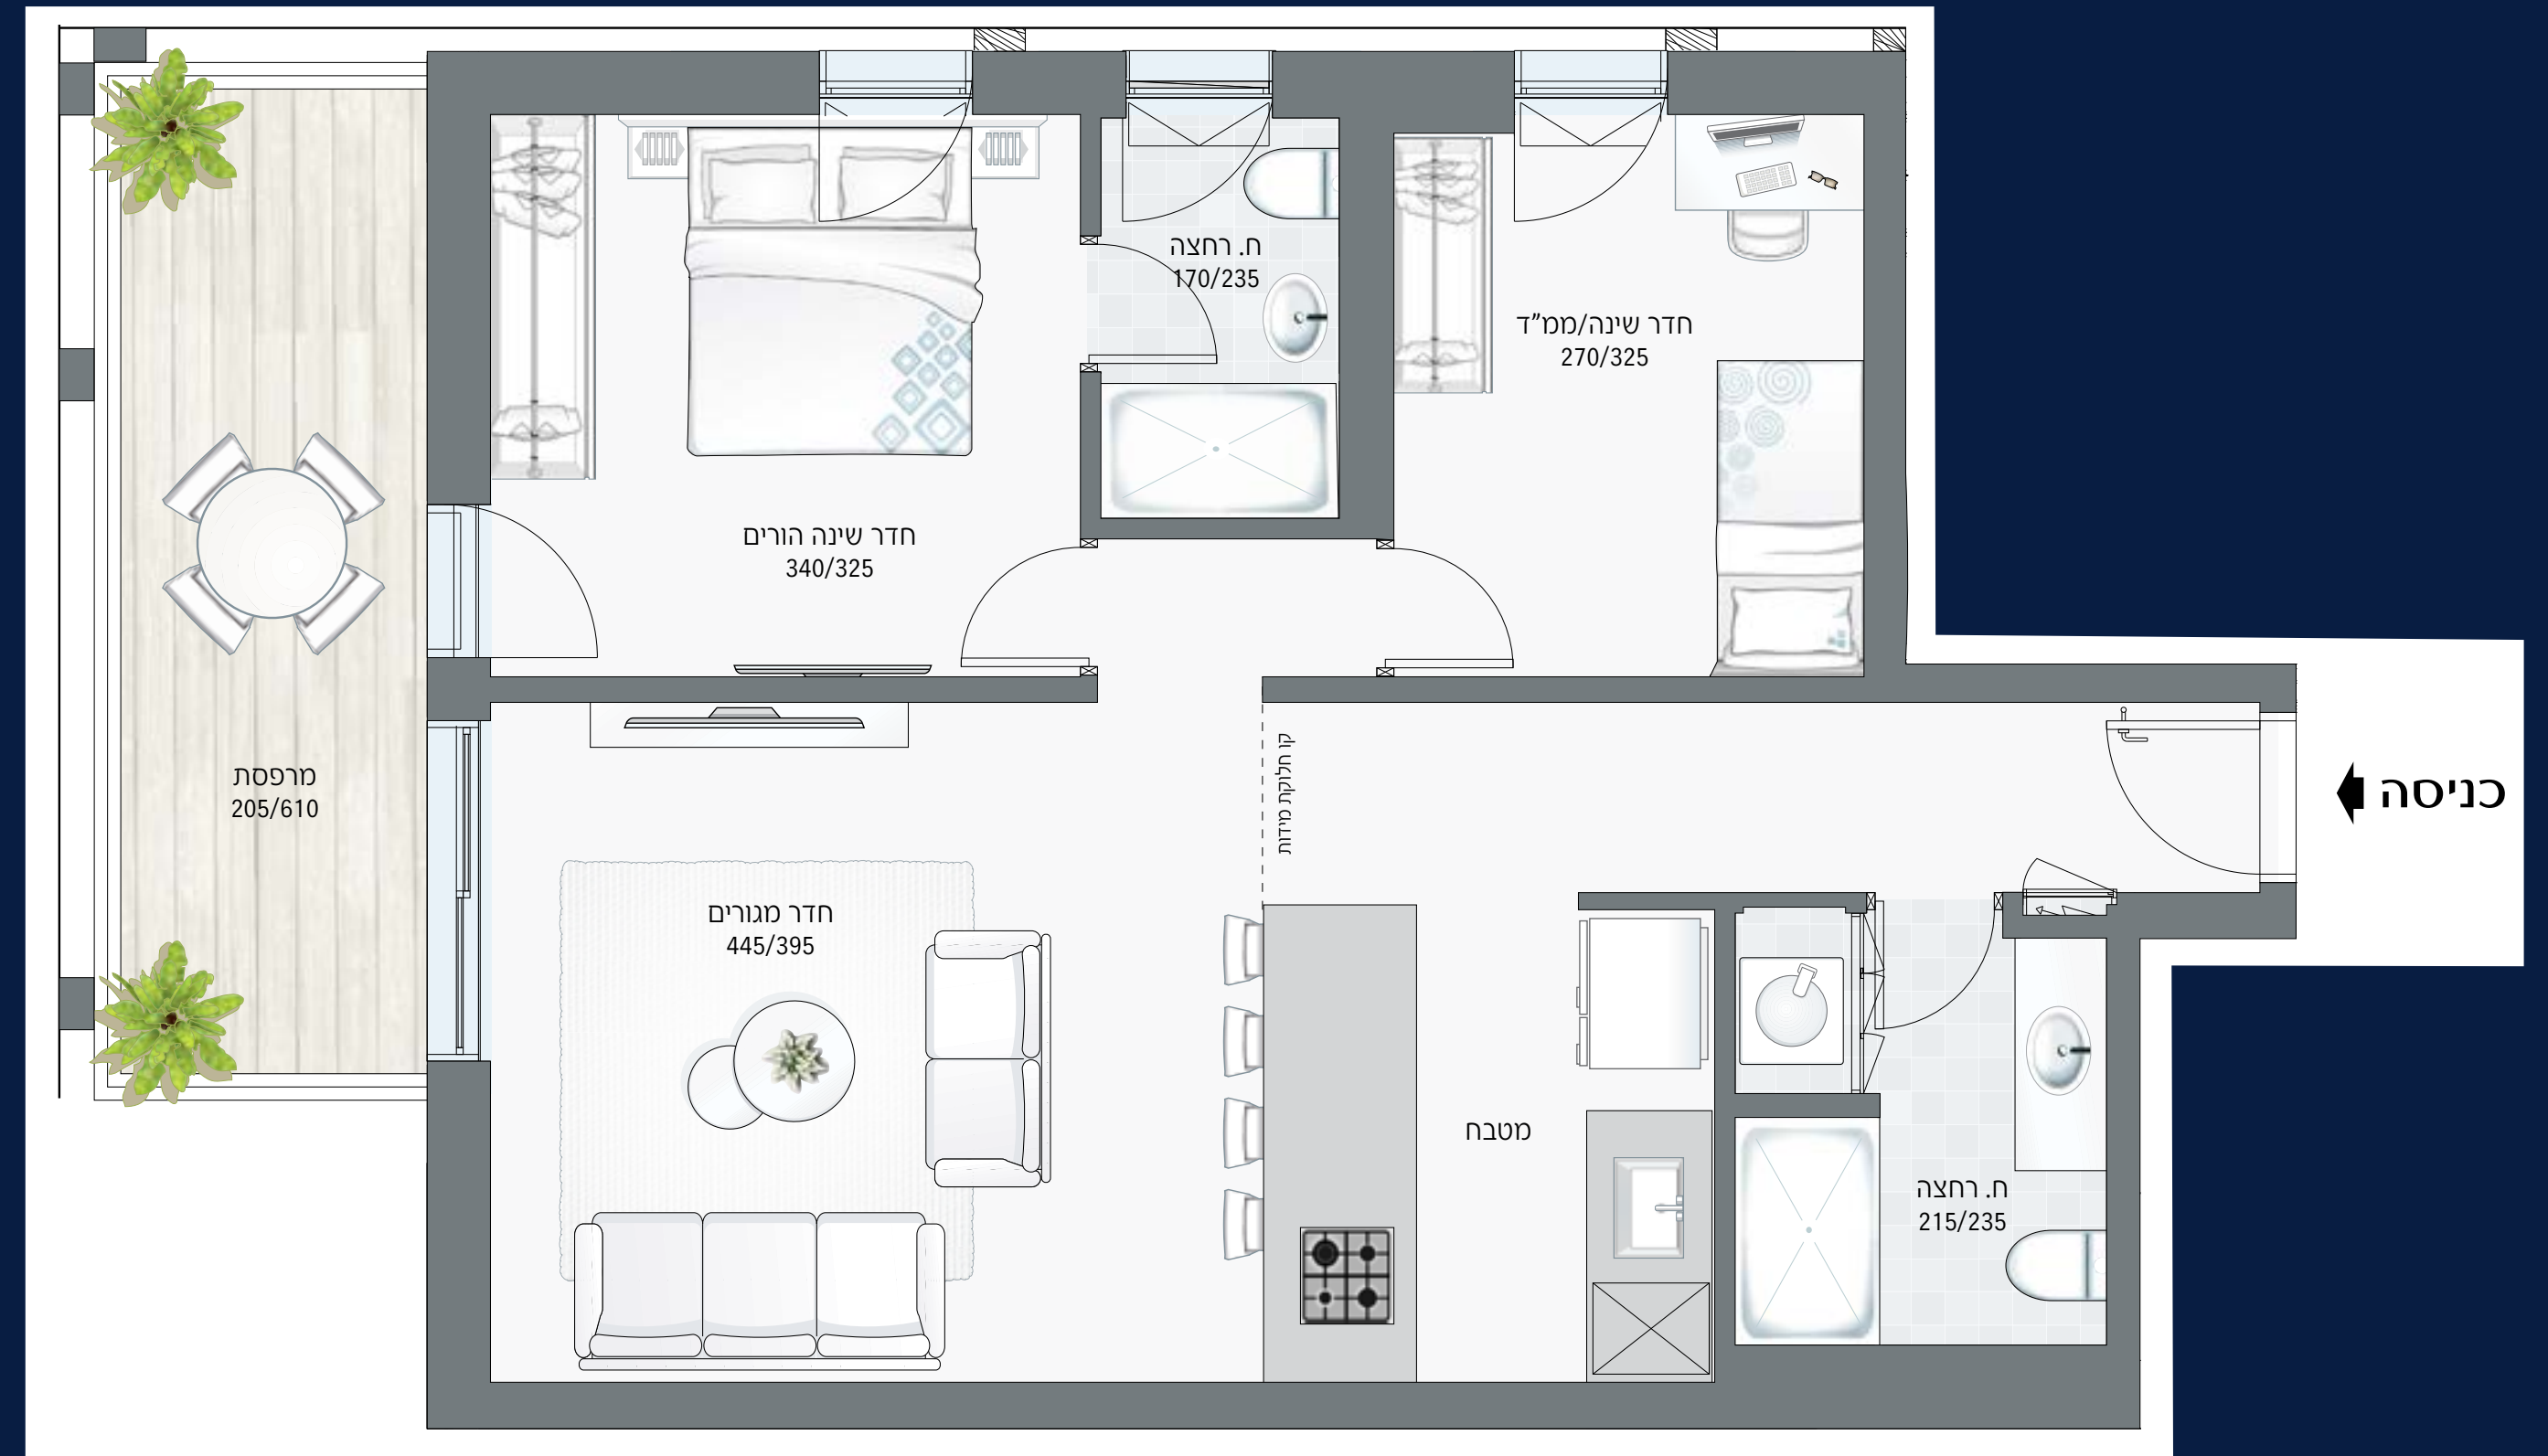 ח. רחצה
170/235
חדר שינה/ממ"ד
270/325
חדר שינה הורים
340/325
מרפסת
205/610
קו חלוקת מידות
כניסה
חדר מגורים
445/395
מטבח
ח. רחצה
215/235